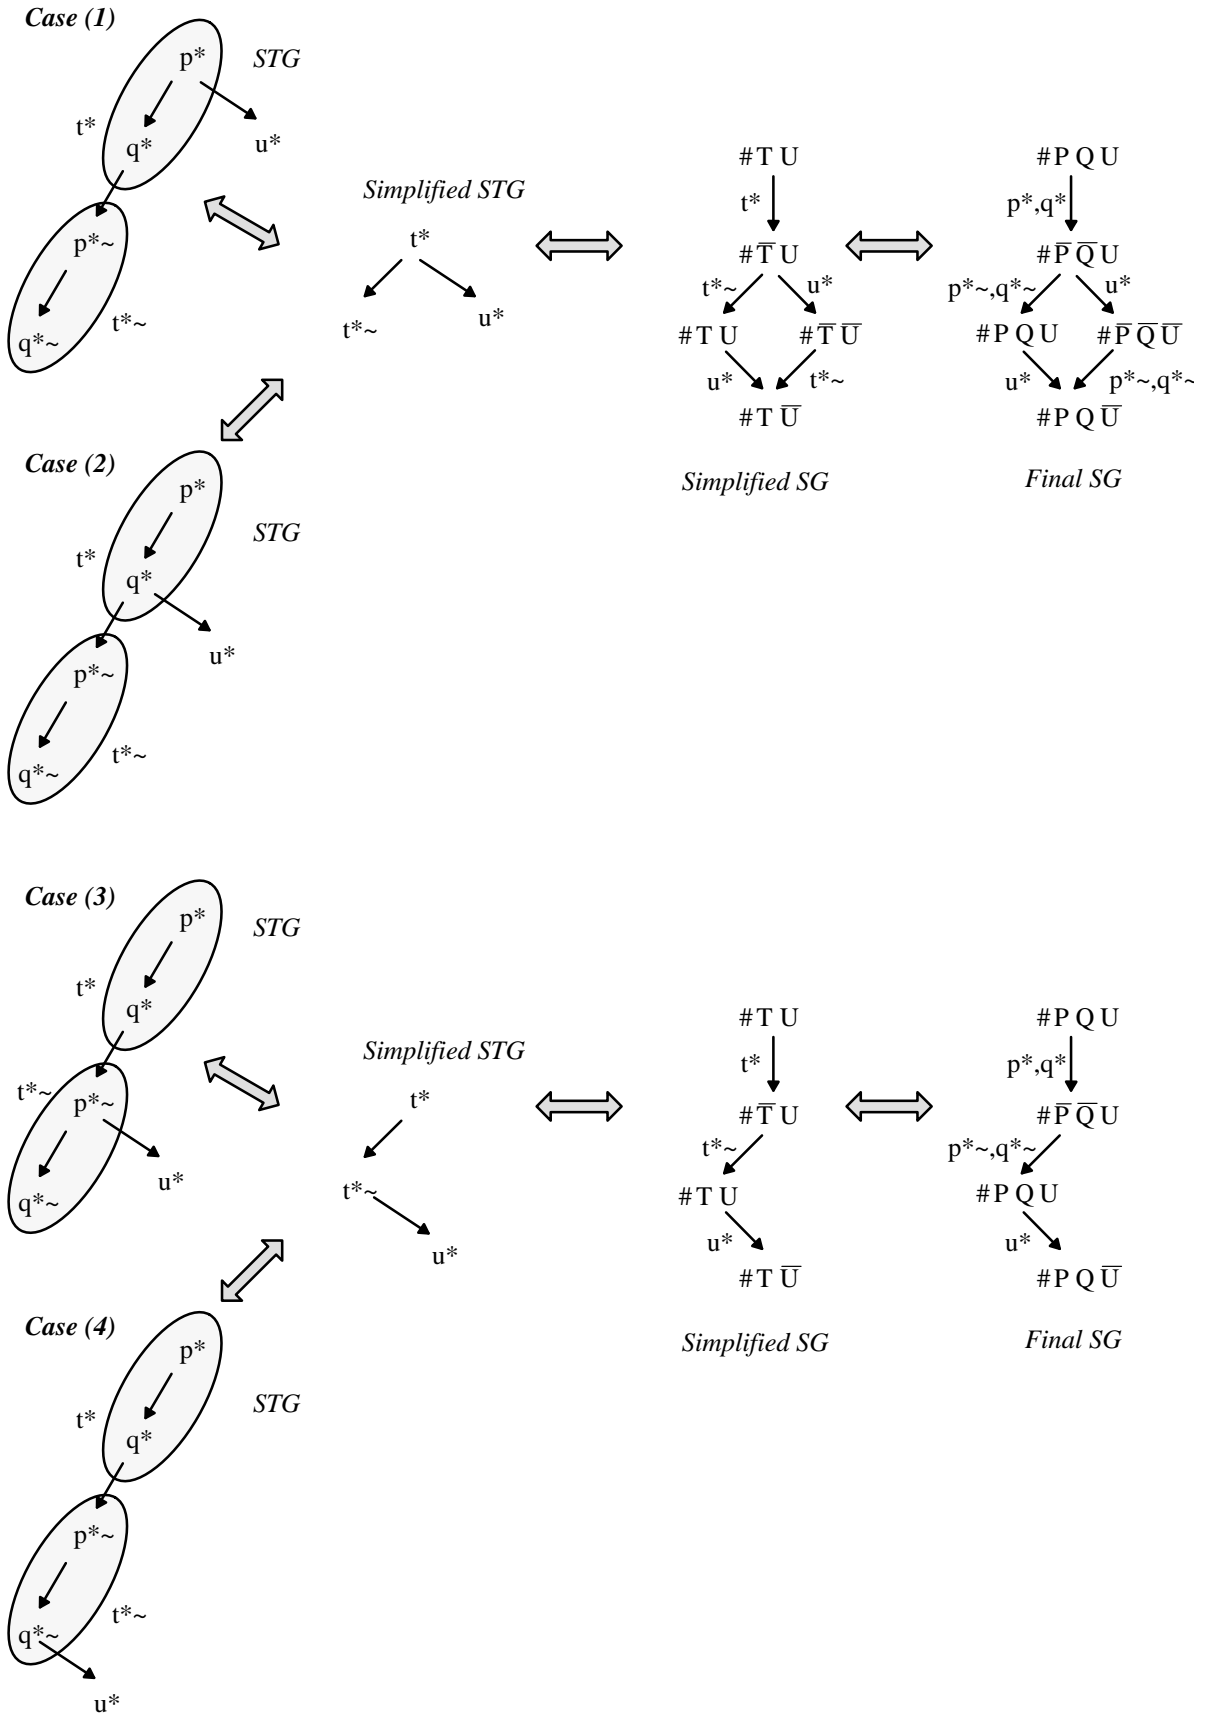 Case (1)
p*
STG
t*
q*
u*
p*~
q*~
t*~
Simplified STG
t*
t*~
u*
#T U
t*
#T̅ U
t*~
u*
#T U
#T̅ U̅
u*
t*~
#T U̅
Simplified SG
#P Q U
p*,q*
#P̅ Q̅ U
p*~,q*~
u*
#P Q U
#P̅ Q̅ U̅
u*
p*~,q*~
#P Q U̅
Final SG
Case (2)
p*
STG
t*
q*
u*
p*~
t*~
q*~
Case (3)
p*
STG
t*
q*
t*~
p*~
u*
q*~
Simplified STG
t*
t*~
u*
#T U
t*
#T̅ U
t*~
#T U
u*
#T U̅
Simplified SG
#P Q U
p*,q*
#P̅ Q̅ U
p*~,q*~
#P Q U
u*
#P Q U̅
Final SG
Case (4)
p*
STG
t*
q*
p*~
t*~
q*~
u*